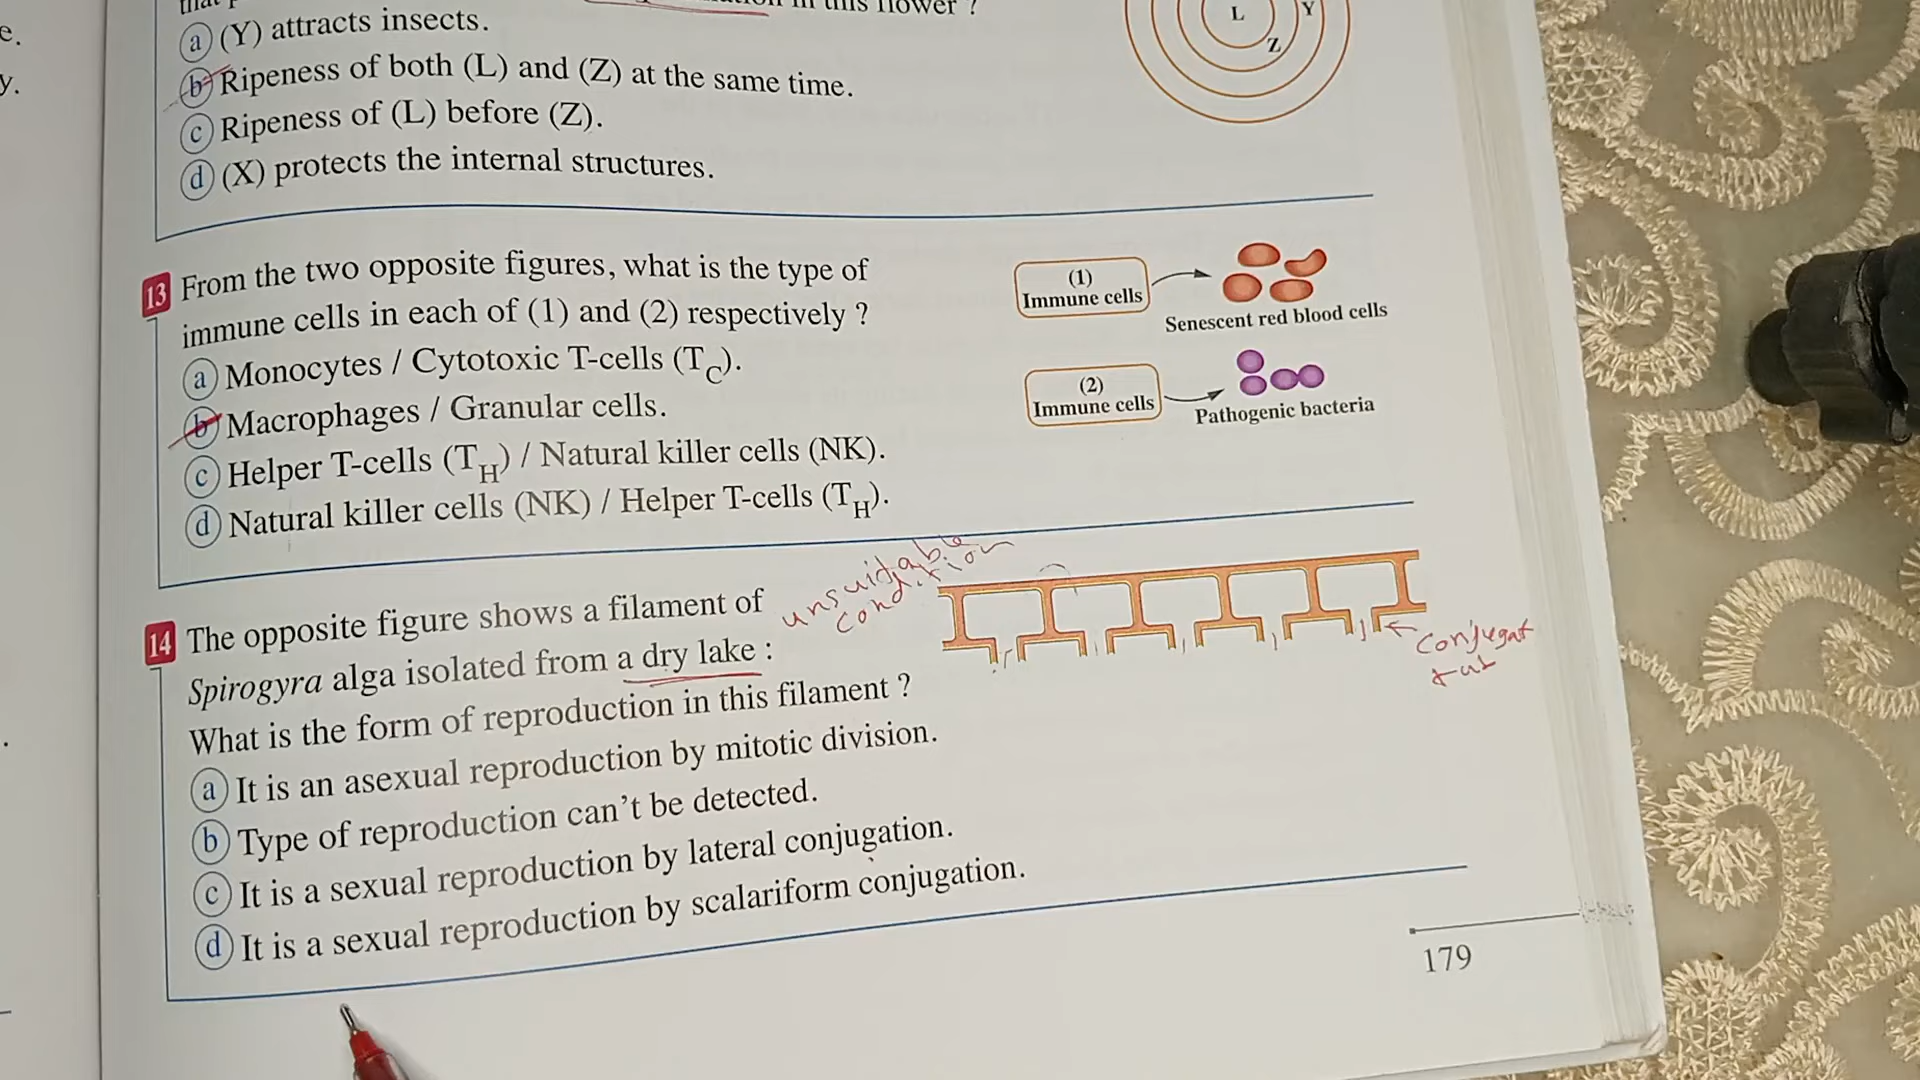 e.
y.
in this flower ?
a (Y) attracts insects.
b Ripeness of both (L) and (Z) at the same time.
c Ripeness of (L) before (Z).
d (X) protects the internal structures.
L
Y
Z
13 From the two opposite figures, what is the type of
immune cells in each of (1) and (2) respectively ?
a Monocytes / Cytotoxic T-cells (TC).
b Macrophages / Granular cells.
c Helper T-cells (TH) / Natural killer cells (NK).
d Natural killer cells (NK) / Helper T-cells (TH).
(1)
Immune cells
Senescent red blood cells
(2)
Immune cells
Pathogenic bacteria
14 The opposite figure shows a filament of
Spirogyra alga isolated from a dry lake :
What is the form of reproduction in this filament ?
a It is an asexual reproduction by mitotic division.
b Type of reproduction can't be detected.
c It is a sexual reproduction by lateral conjugation.
d It is a sexual reproduction by scalariform conjugation.
unsuitable
condition
conjugat
179